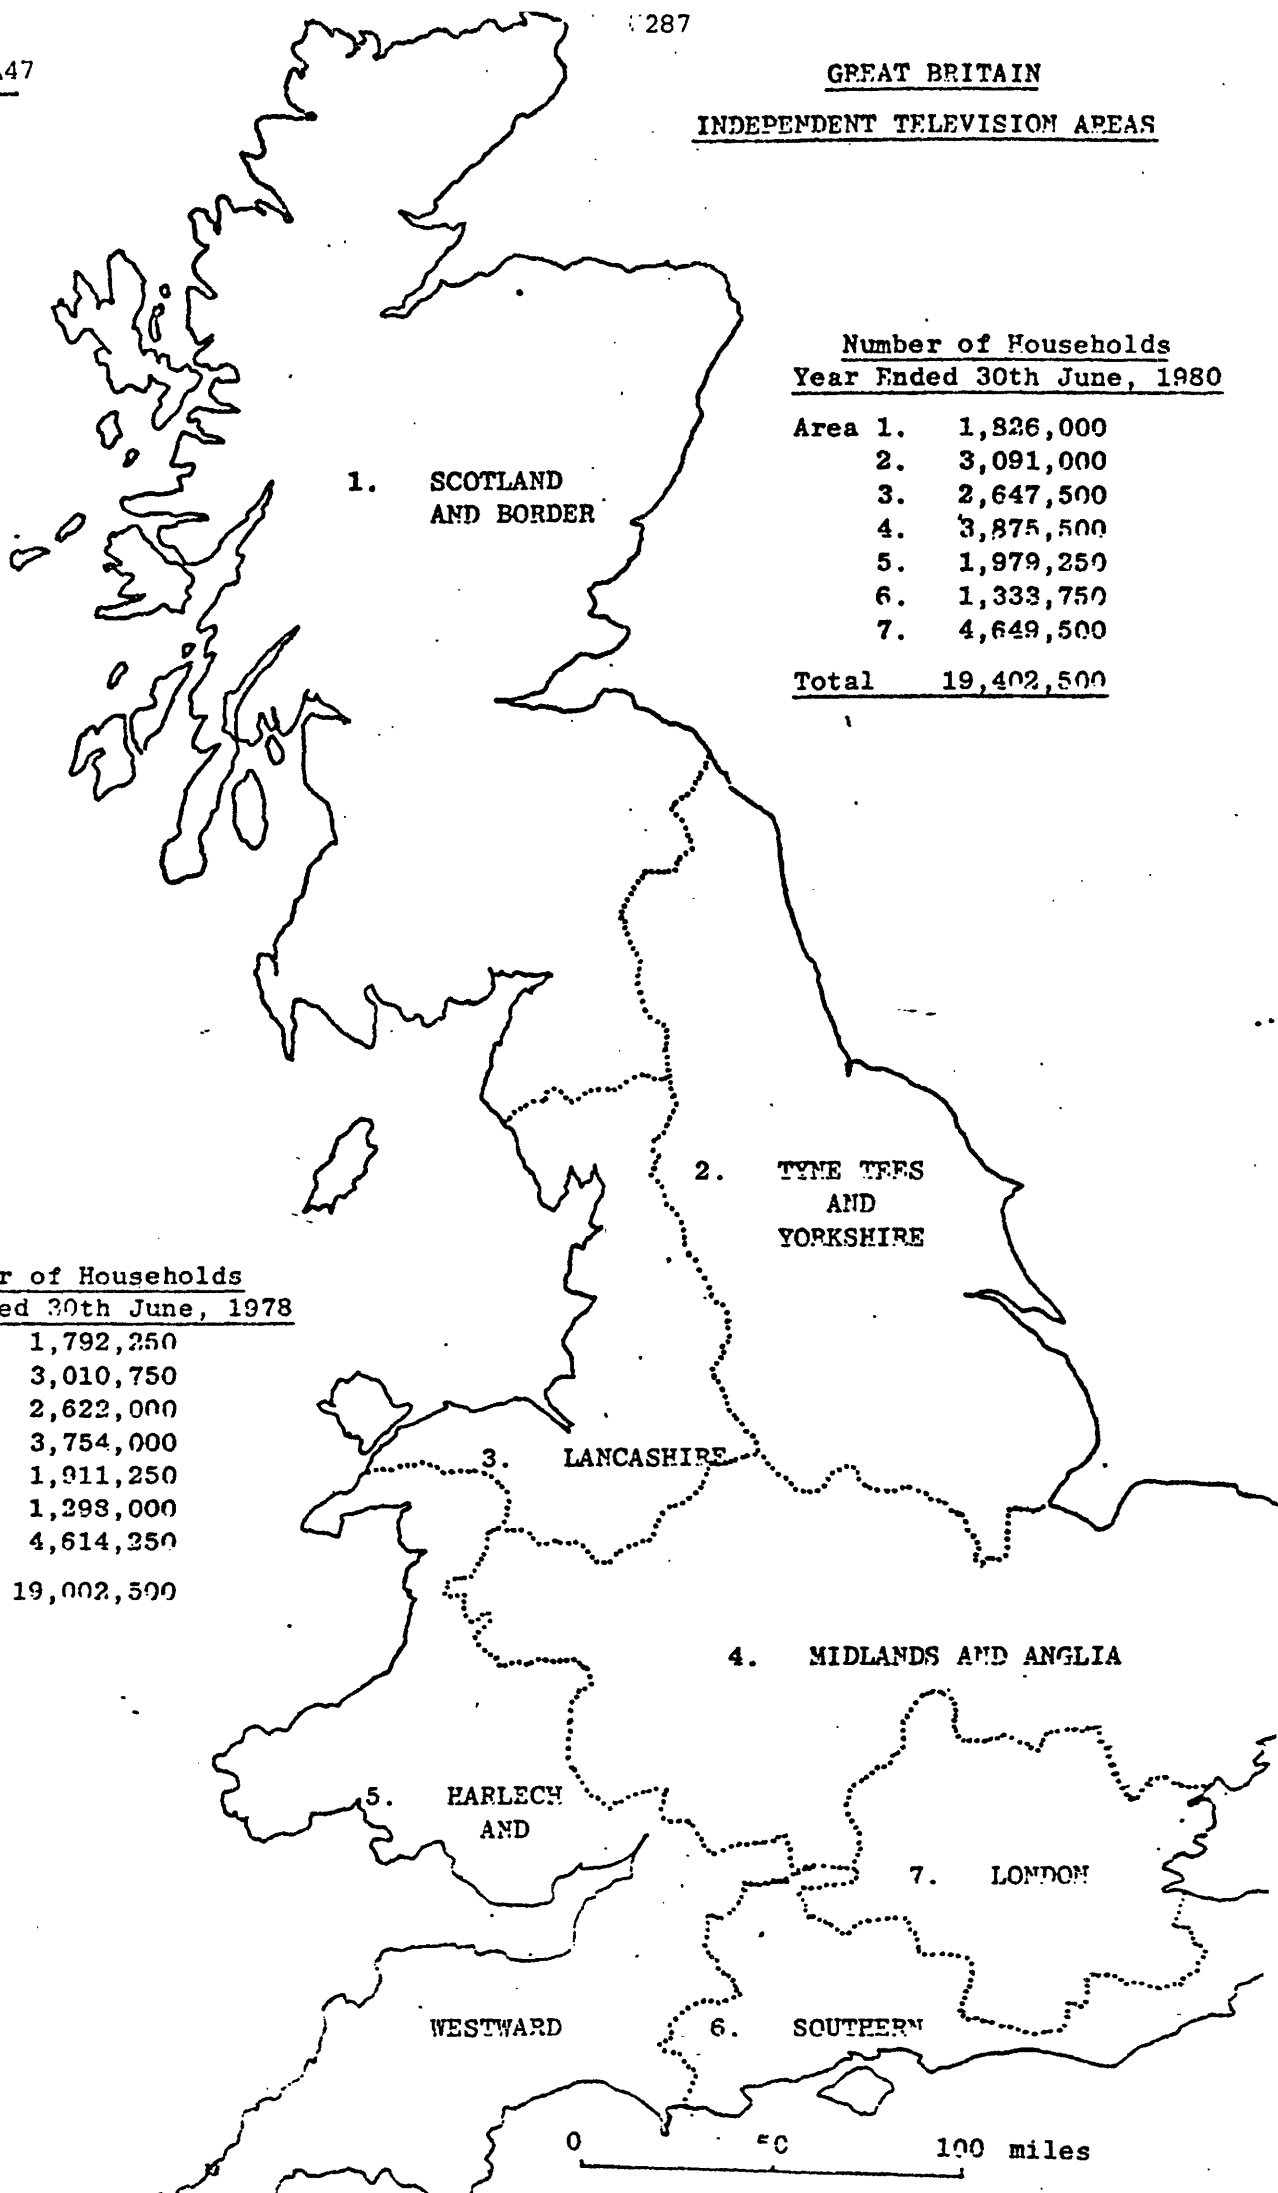 287
A47
GREAT BRITAIN
INDEPENDENT TELEVISION AREAS
Number of Households
Year Ended 30th June, 1980
Area 1. 1,826,000
2. 3,091,000
3. 2,647,500
4. 3,875,500
5. 1,979,250
6. 1,333,750
7. 4,649,500
Total 19,402,500
1. SCOTLAND
AND BORDER
2. TYNE TEES
AND
YORKSHIRE
r of Households
ed 30th June, 1978
1,792,250
3,010,750
2,622,000
3,754,000
1,911,250
1,298,000
4,614,250
19,002,500
3. LANCASHIRE
4. MIDLANDS AND ANGLIA
5. HARLECH
AND
WESTWARD
7. LONDON
6. SOUTHERN
0 50 100 miles